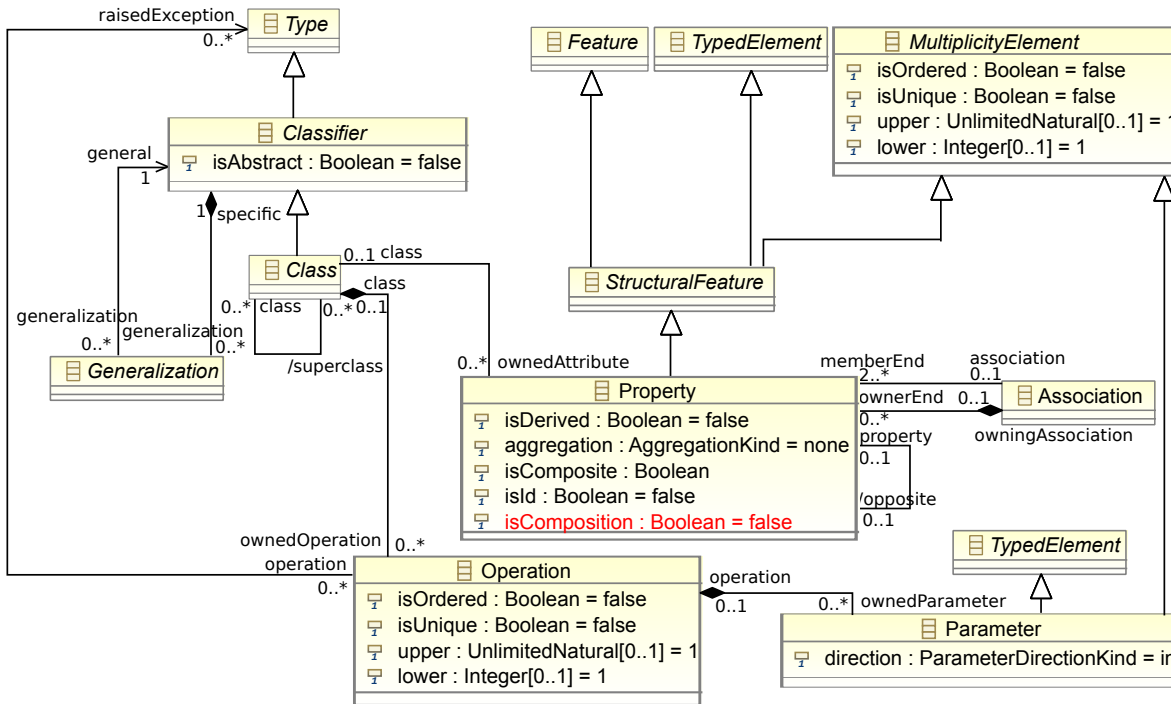 raisedException
0..*
Type
Feature
TypedElement
MultiplicityElement
isOrdered : Boolean = false
isUnique : Boolean = false
upper : UnlimitedNatural[0..1] = 1
lower : Integer[0..1] = 1
Classifier
isAbstract : Boolean = false
general
1
1
specific
Class
0..1 class
class
0..1
0..*
class
0..*
/superclass
StructuralFeature
generalization
0..*
generalization
0..*
Generalization
0..*
ownedAttribute
Property
isDerived : Boolean = false
aggregation : AggregationKind = none
isComposite : Boolean
isId : Boolean = false
isComposition : Boolean = false
memberEnd
2..*
association
0..1
ownerEnd
0..*
0..1
Association
owningAssociation
property
0..1
/opposite
0..1
ownedOperation
0..*
operation
0..*
Operation
isOrdered : Boolean = false
isUnique : Boolean = false
upper : UnlimitedNatural[0..1] = 1
lower : Integer[0..1] = 1
operation
0..1
0..*
ownedParameter
TypedElement
Parameter
direction : ParameterDirectionKind = in